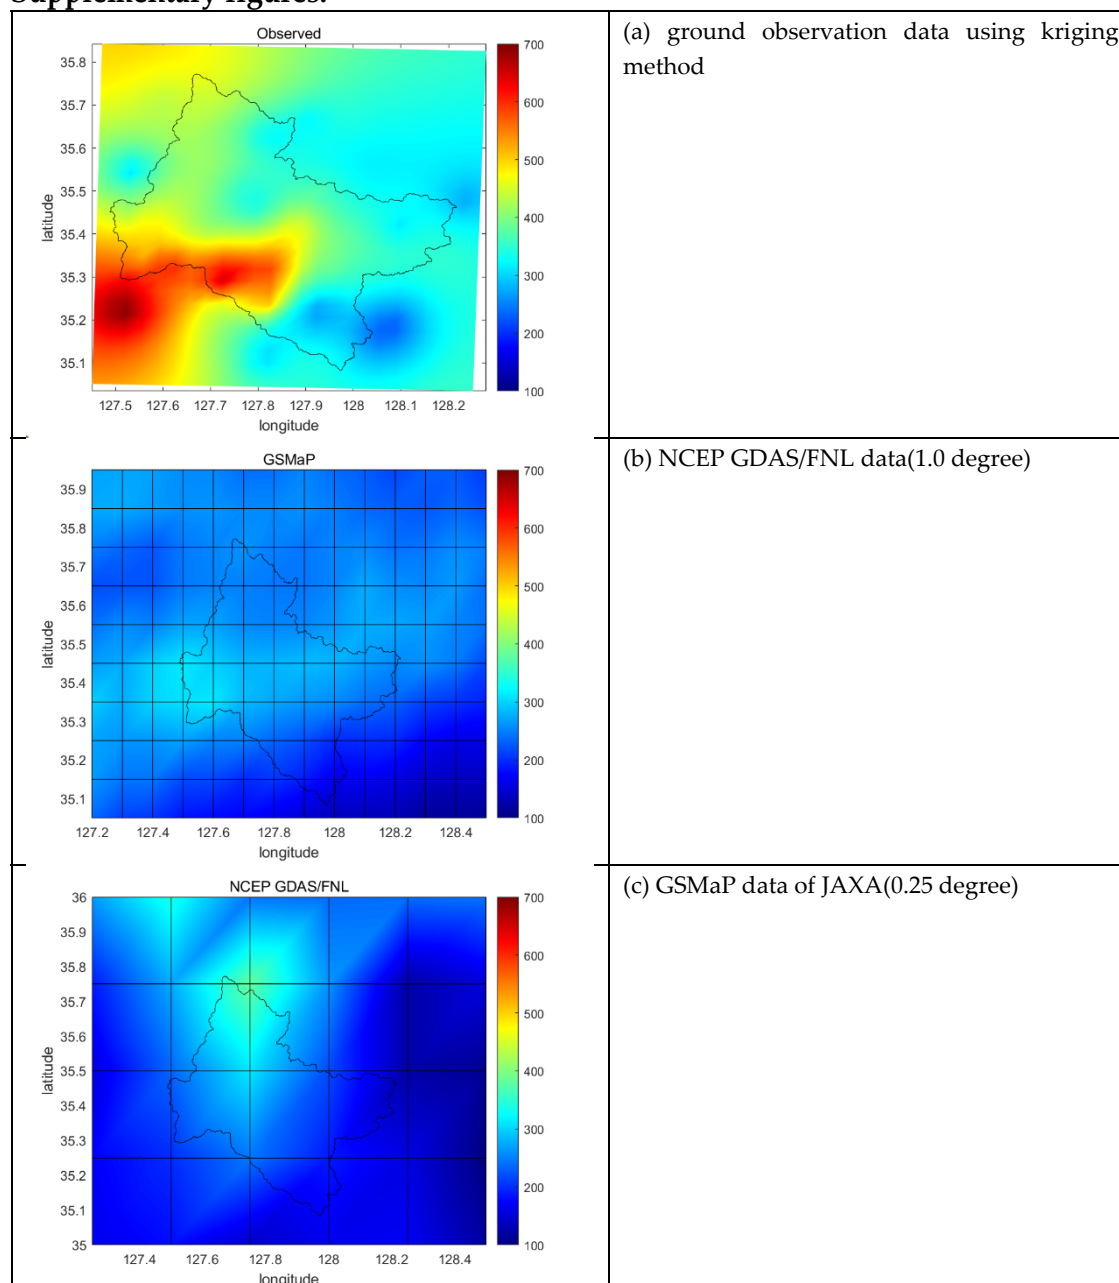 Supplementary figures.
Observed
(a) ground observation data using kriging
method
35.8
35.7
35.6
35.5
35.4
35.3
35.2
35.1
latitude
127.5 127.6 127.7 127.8 127.9 128 128.1 128.2
longitude
700
600
500
400
300
200
100
GSMaP
(b) NCEP GDAS/FNL data(1.0 degree)
35.9
35.8
35.7
35.6
35.5
35.4
35.3
35.2
35.1
latitude
127.2 127.4 127.6 127.8 128 128.2 128.4
longitude
700
600
500
400
300
200
100
NCEP GDAS/FNL
(c) GSMaP data of JAXA(0.25 degree)
36
35.9
35.8
35.7
35.6
35.5
35.4
35.3
35.2
35.1
35
latitude
127.4 127.6 127.8 128 128.2 128.4
longitude
700
600
500
400
300
200
100